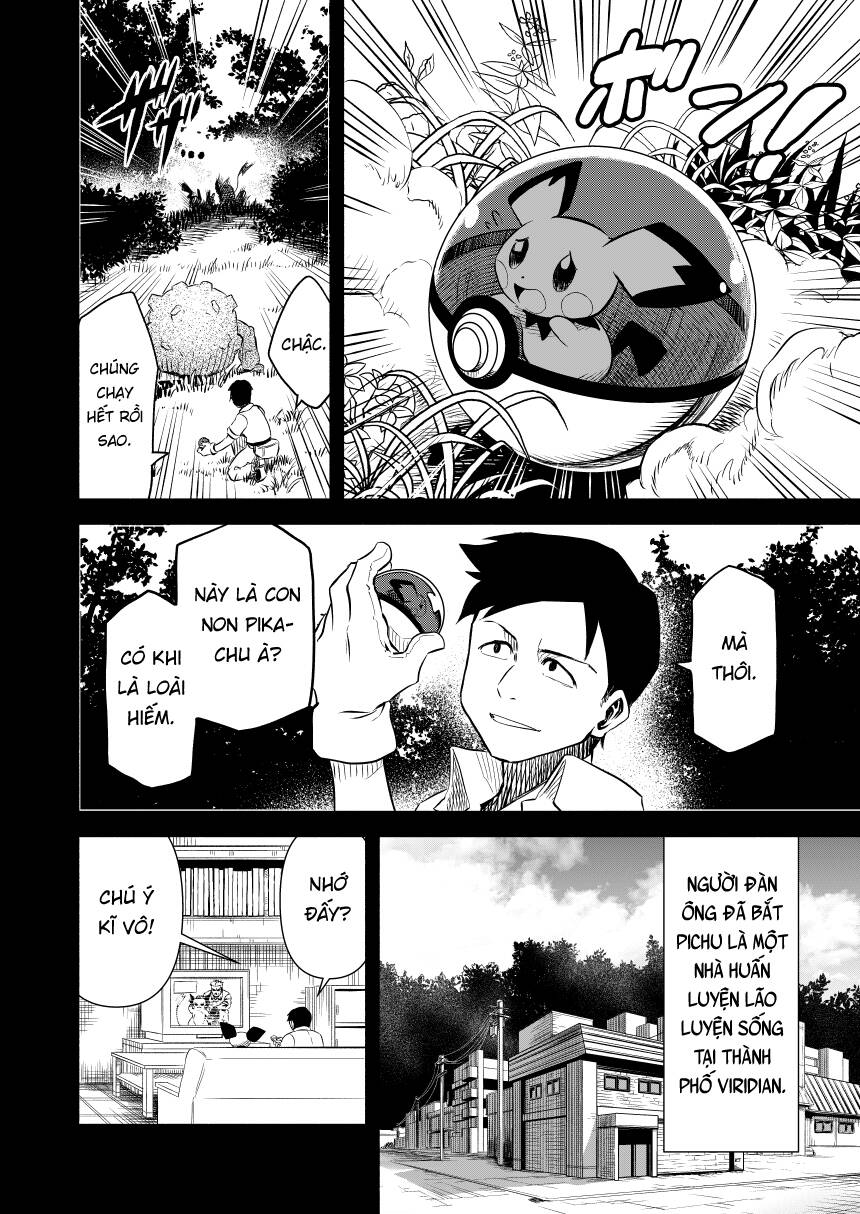 ボンッ!!
ザザザ…
CHẬC.
CHÚNG
CHẠY
HẾT RỒI
SAO.
MÀ
THÔI.
NÀY LÀ CON
NON PIKA-
CHU À?
CÓ KHI
LÀ LOÀI
HIẾM.
NGƯỜI ĐÀN
ÔNG ĐÃ BẮT
PICHU LÀ MỘT
NHÀ HUẤN
LUYỆN LÃO
LUYỆN SỐNG
TẠI THÀNH
PHỐ VIRIDIAN.
NHỚ
ĐẤY?
CHÚ Ý
KĨ VÔ!